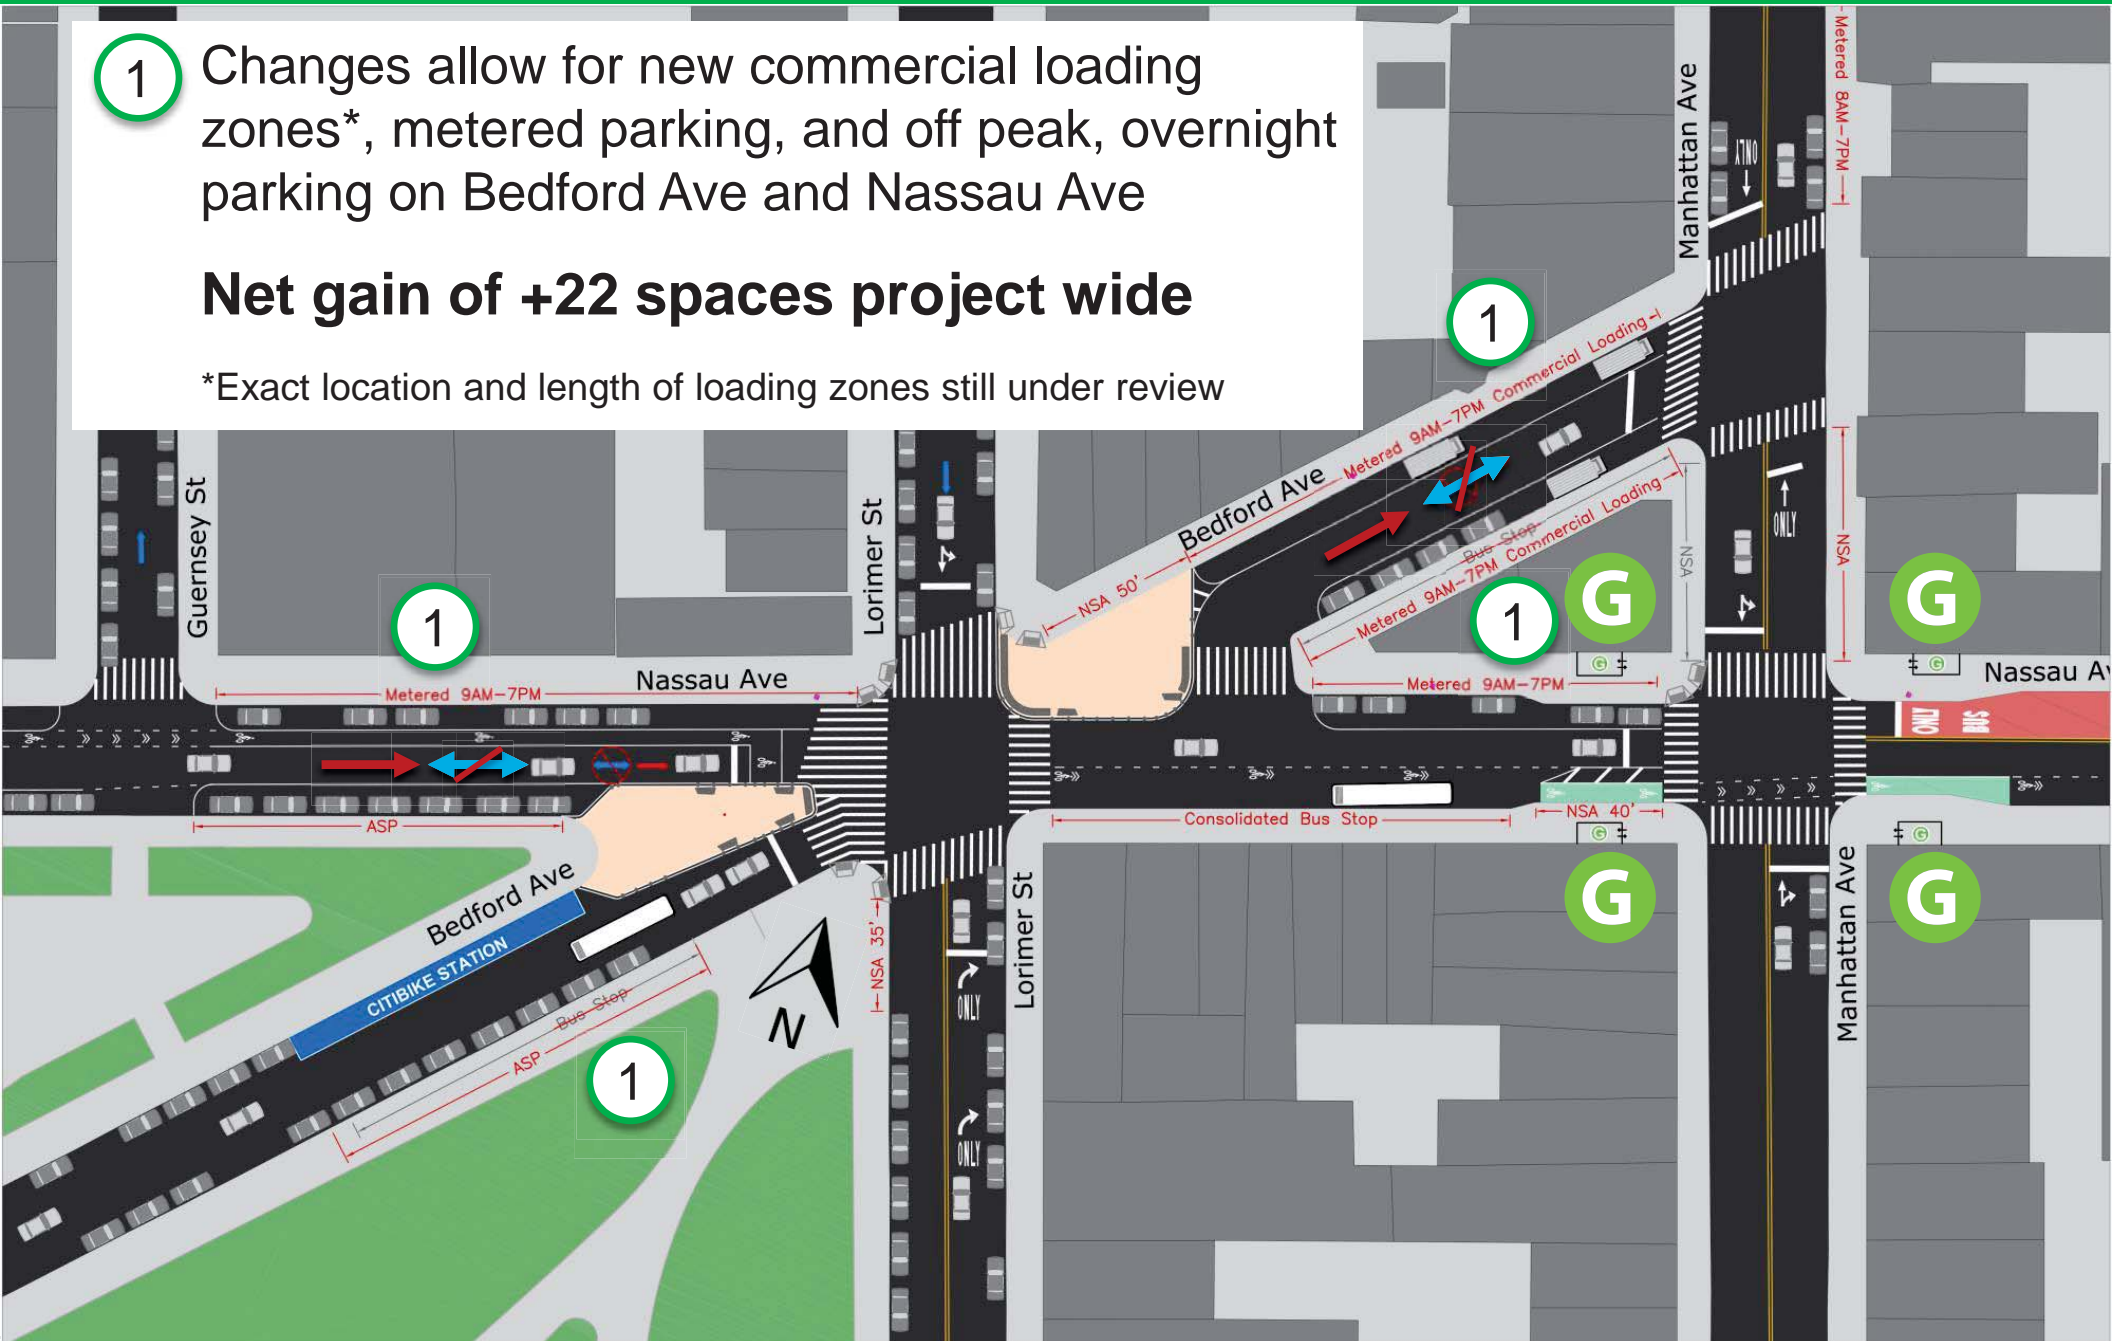 1
Changes allow for new commercial loading
zones*, metered parking, and off peak, overnight
parking on Bedford Ave and Nassau Ave
Net gain of +22 spaces project wide
*Exact location and length of loading zones still under review
Metered 8AM-7PM
Manhattan Ave
ONLY
1
Metered 9AM-7PM Commercial Loading
Bedford Ave
Guernsey St
Lorimer St
Bus Stop
Metered 9AM-7PM Commercial Loading
ONLY
NSA
NSA
NSA 50'
1
1
G
G
Nassau Ave
Metered 9AM-7PM
Metered 9AM-7PM
G
G
Nassau Av
ONLY
BUS
ASP
Consolidated Bus Stop
NSA 40'
G
G
Bedford Ave
CITIBIKE STATION
NSA 35'
Lorimer St
Manhattan Ave
G
G
Bus Stop
ASP
N
ONLY
1
ONLY